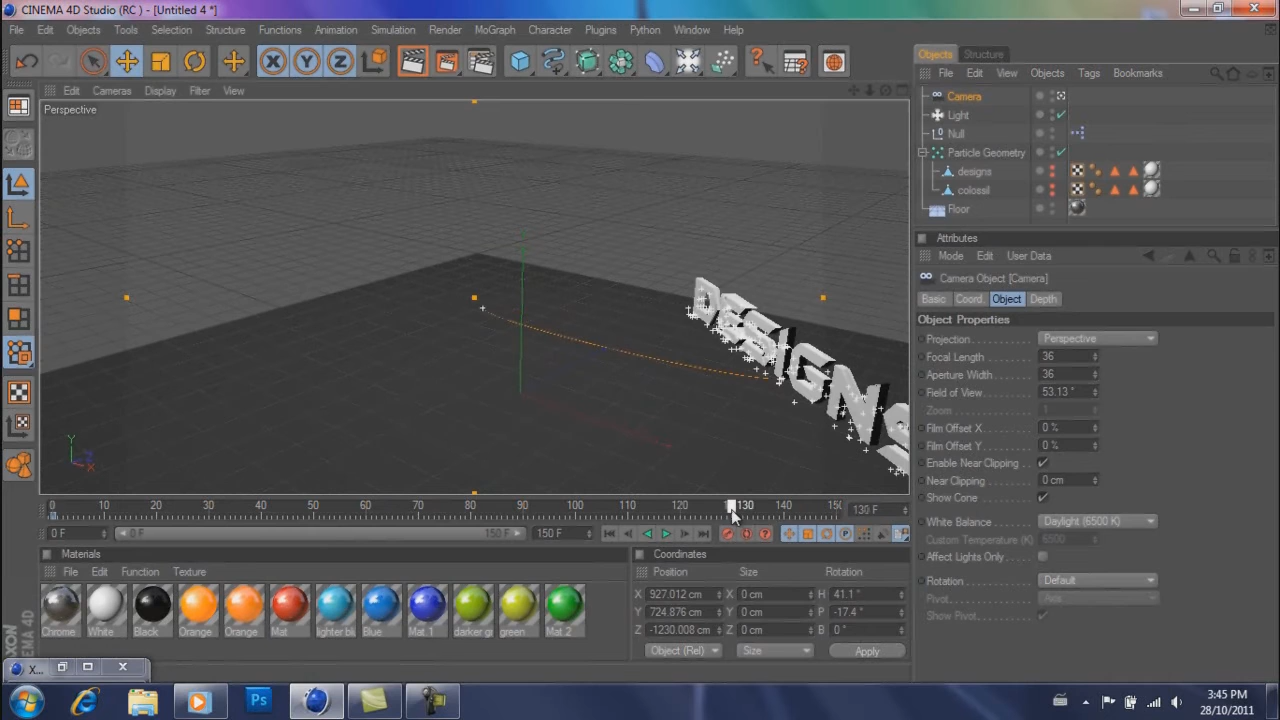 CINEMA 4D Studio (RC ) - [Untitled 4 *]
File Edit Objects Tools Selection Structure Functions Animation Simulation Render MoGraph Character Plugins Python Window Help
Objects Structure
File Edit View Objects Tags Bookmarks
Edit Cameras Display Filter View
Perspective
Camera
Light
Null
Particle Geometry
designs
colossil
Floor
Attributes
Mode Edit User Data
Camera Object [Camera]
Basic Coord. Object Depth
Object Properties
Projection Perspective
Focal Length 36
Aperture Width 36
Field of View 53.13 °
Zoom 1
Film Offset X 0 %
Film Offset Y 0 %
Enable Near Clipping
Near Clipping 0 cm
Show Cone
White Balance Daylight (6500 K)
Custom Temperature (K) 6500
Affect Lights Only
Rotation Default
Pivot Axis
Show Pivot
DESIGNS
Y
Z
X
0 10 20 30 40 50 60 70 80 90 100 110 120 130 140 150 130 F
0 F 0 F 150 F 150 F
Materials
File Edit Function Texture
Chrome White Black Orange Orange Mat lighter bl Blue Mat.1 darker gr green Mat 2
Coordinates
Position Size Rotation
X 927.012 cm X 0 cm H 41.1 °
Y 724.876 cm Y 0 cm P -17.4 °
Z -1230.008 cm Z 0 cm B 0 °
Object (Rel) Size Apply
CINEMA 4D
X...
Ps
3:45 PM
28/10/2011